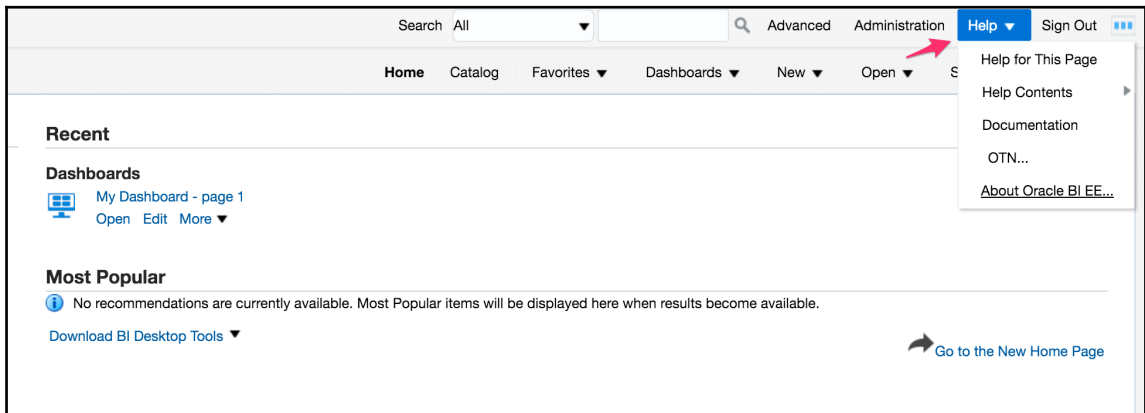 Search All Advanced Administration Help Sign Out
Home Catalog Favorites Dashboards New Open S
Help for This Page
Help Contents
Documentation
OTN...
About Oracle BI EE...
Recent
Dashboards
My Dashboard - page 1
Open Edit More
Most Popular
No recommendations are currently available. Most Popular items will be displayed here when results become available.
Download BI Desktop Tools
Go to the New Home Page